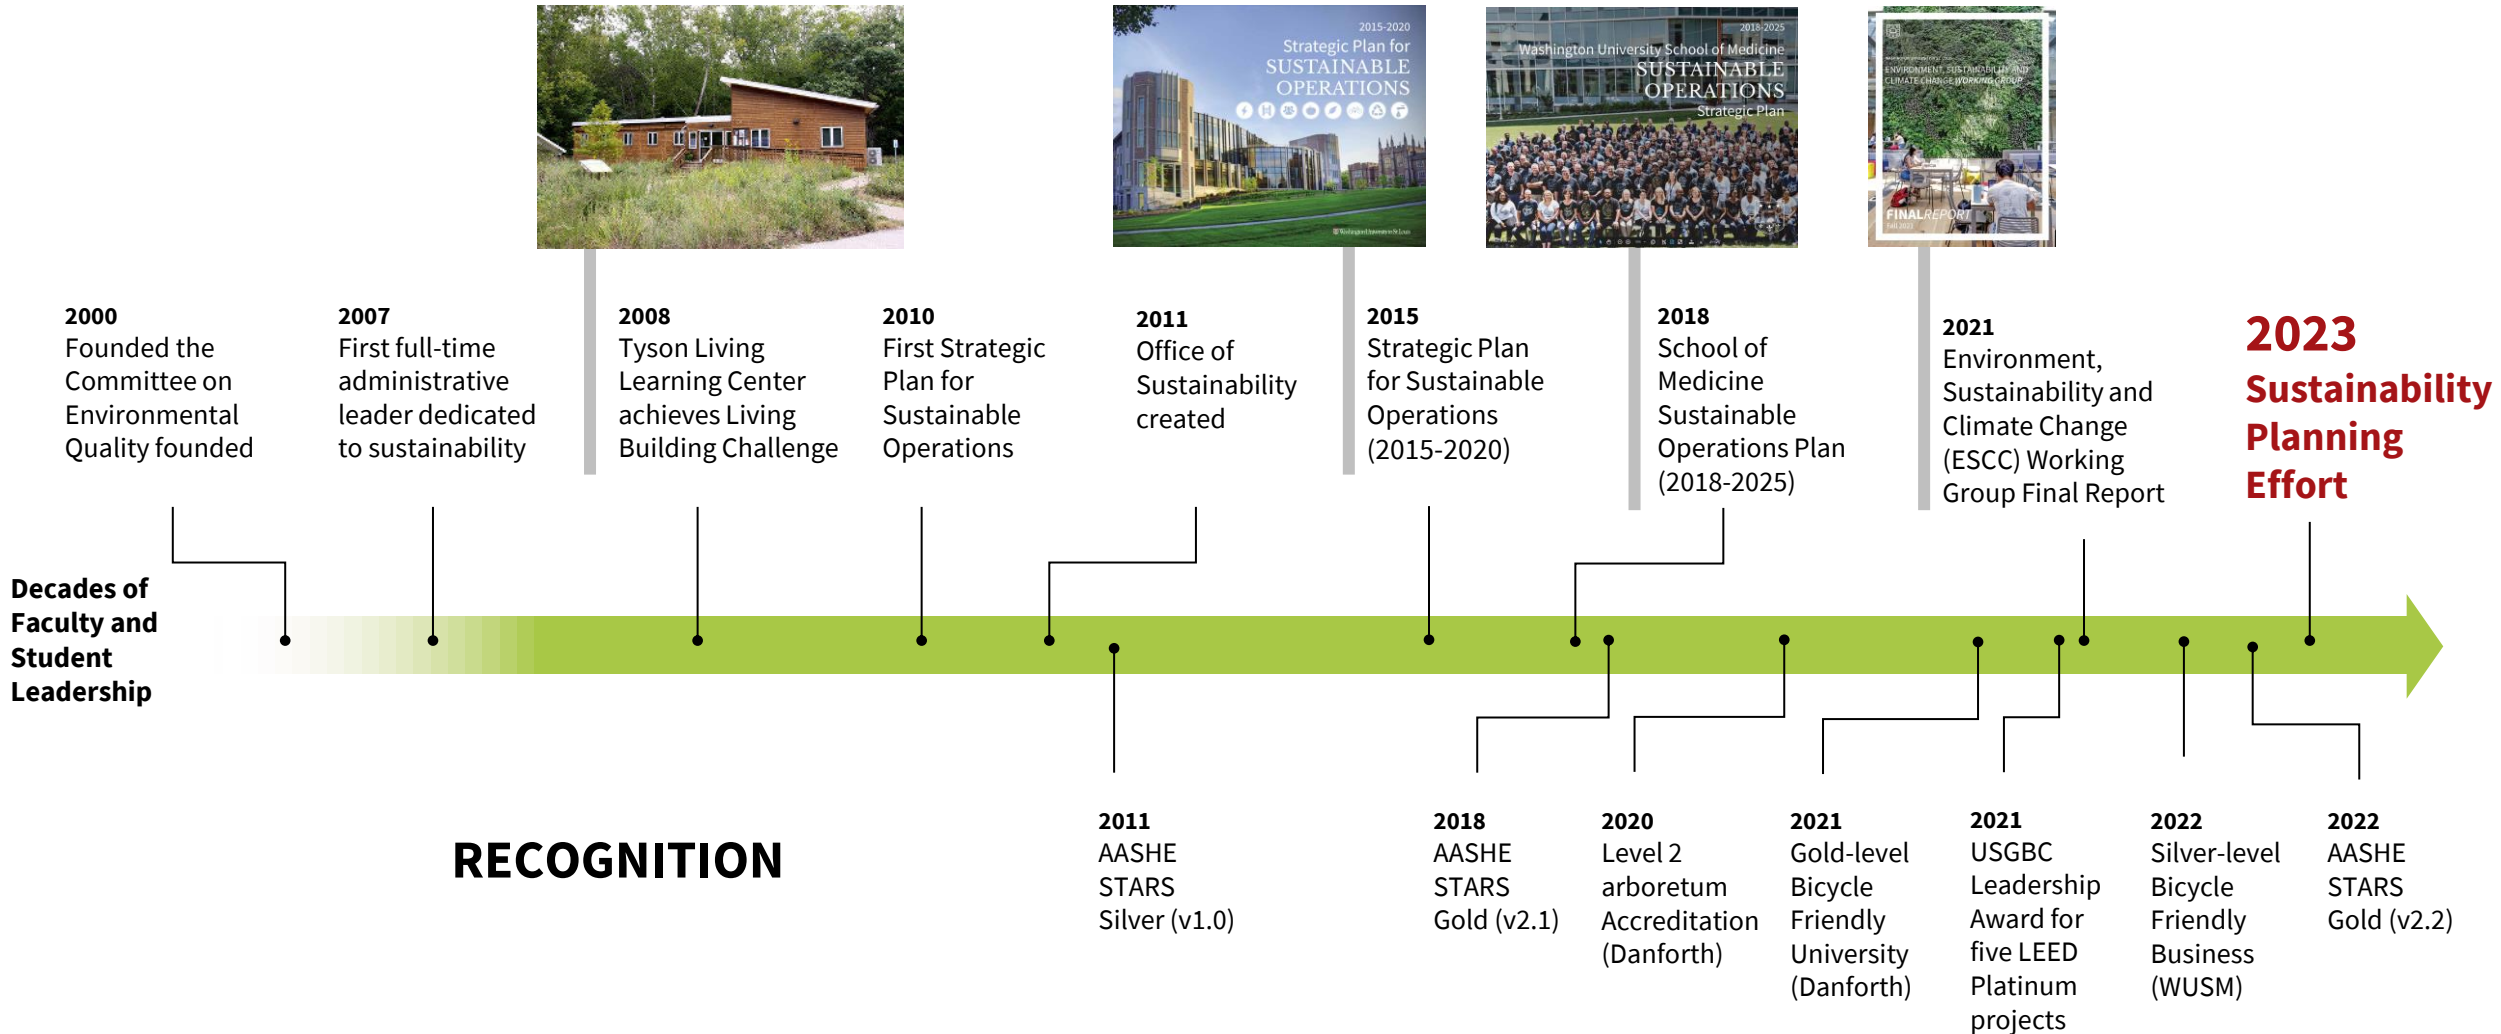 2015-2020
Strategic Plan for
SUSTAINABLE
OPERATIONS
Washington University in St. Louis
2018-2025
Washington University School of Medicine
SUSTAINABLE
OPERATIONS
Strategic Plan
ENVIRONMENT, SUSTAINABILITY AND
CLIMATE CHANGE WORKING GROUP
FINAL REPORT
Fall 2021
2000
Founded the
Committee on
Environmental
Quality founded
2007
First full-time
administrative
leader dedicated
to sustainability
2008
Tyson Living
Learning Center
achieves Living
Building Challenge
2010
First Strategic
Plan for
Sustainable
Operations
2011
Office of
Sustainability
created
2015
Strategic Plan
for Sustainable
Operations
(2015-2020)
2018
School of
Medicine
Sustainable
Operations Plan
(2018-2025)
2021
Environment,
Sustainability and
Climate Change
(ESCC) Working
Group Final Report
2023
Sustainability
Planning
Effort
Decades of
Faculty and
Student
Leadership
RECOGNITION
2011
AASHE
STARS
Silver (v1.0)
2018
AASHE
STARS
Gold (v2.1)
2020
Level 2
arboretum
Accreditation
(Danforth)
2021
Gold-level
Bicycle
Friendly
University
(Danforth)
2021
USGBC
Leadership
Award for
five LEED
Platinum
projects
2022
Silver-level
Bicycle
Friendly
Business
(WUSM)
2022
AASHE
STARS
Gold (v2.2)